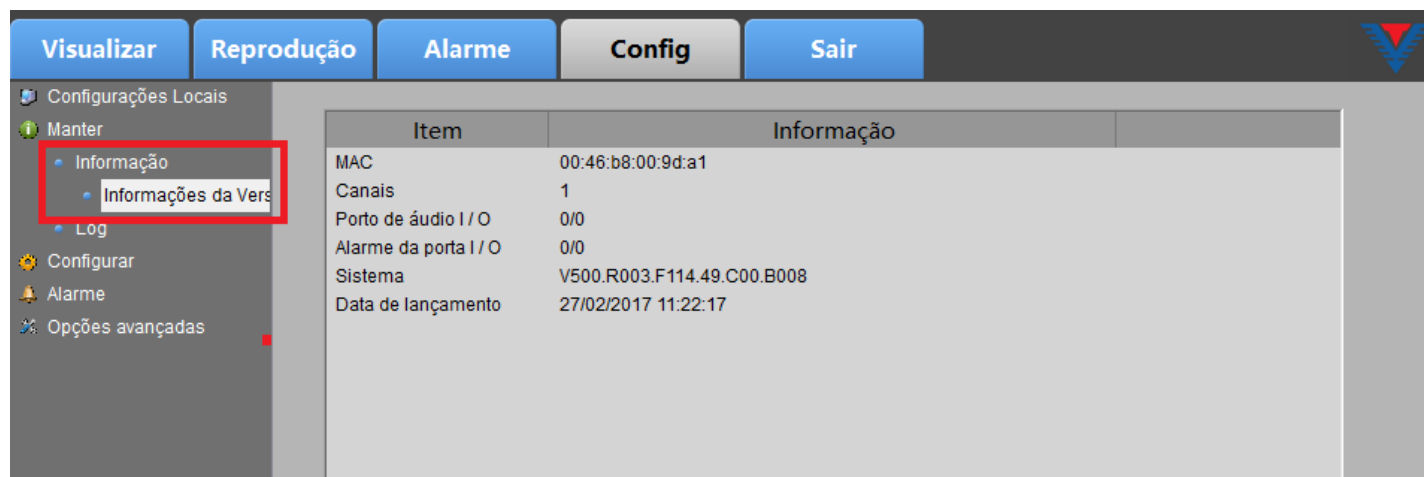 Visualizar Reprodução Alarme Config Sair
Configurações Locais
Manter
Informação
Informações da Vers
Log
Configurar
Alarme
Opções avançadas
Item Informação
MAC 00:46:b8:00:9d:a1
Canais 1
Porto de áudio I / O 0/0
Alarme da porta I / O 0/0
Sistema V500.R003.F114.49.C00.B008
Data de lançamento 27/02/2017 11:22:17